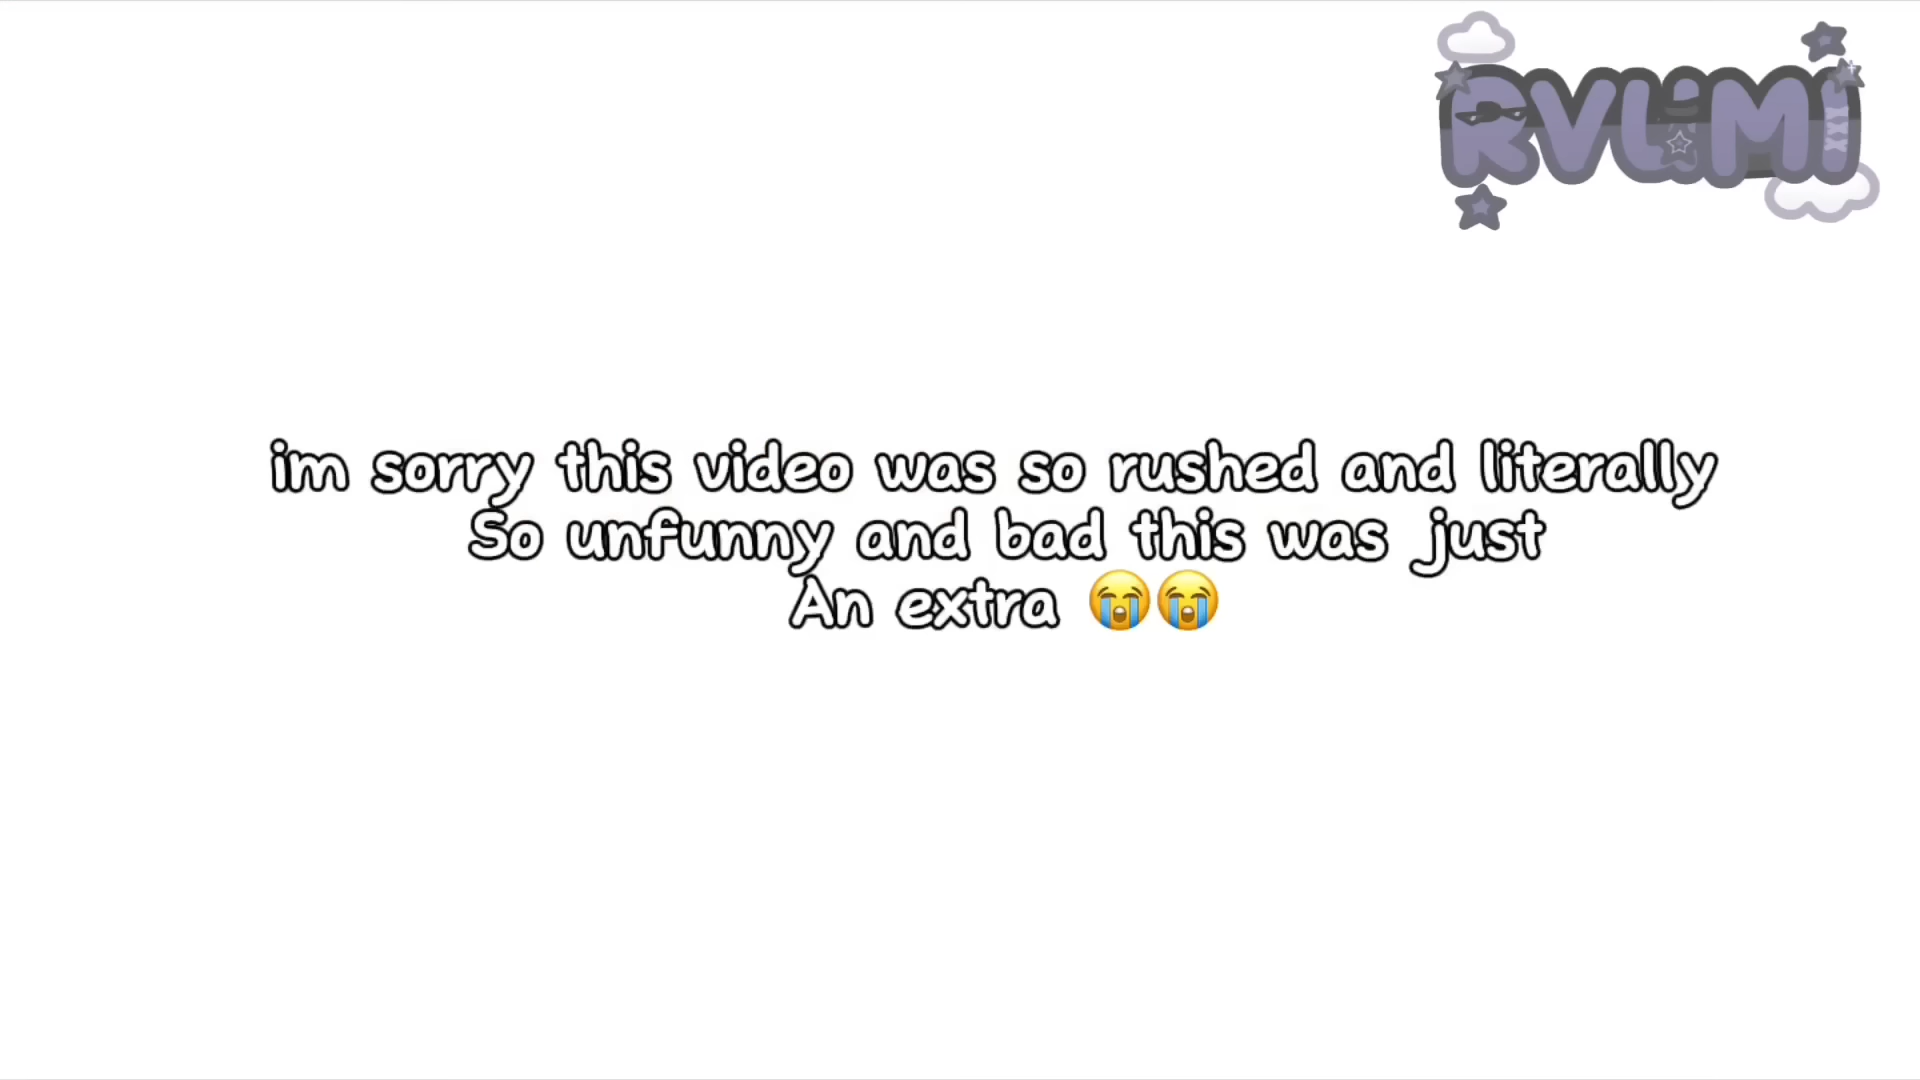 RVLIMI
im sorry this video was so rushed and literally
So unfunny and bad this was just
An extra 😭😭